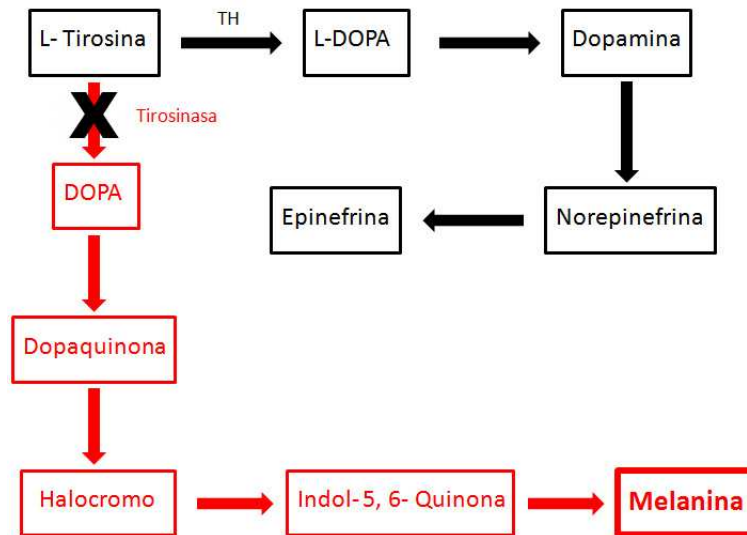 TH
L- Tirosina
L-DOPA
Dopamina
X
Tirosinasa
DOPA
Epinefrina
Norepinefrina
Dopaquinona
Halocromo
Indol-5, 6- Quinona
Melanina